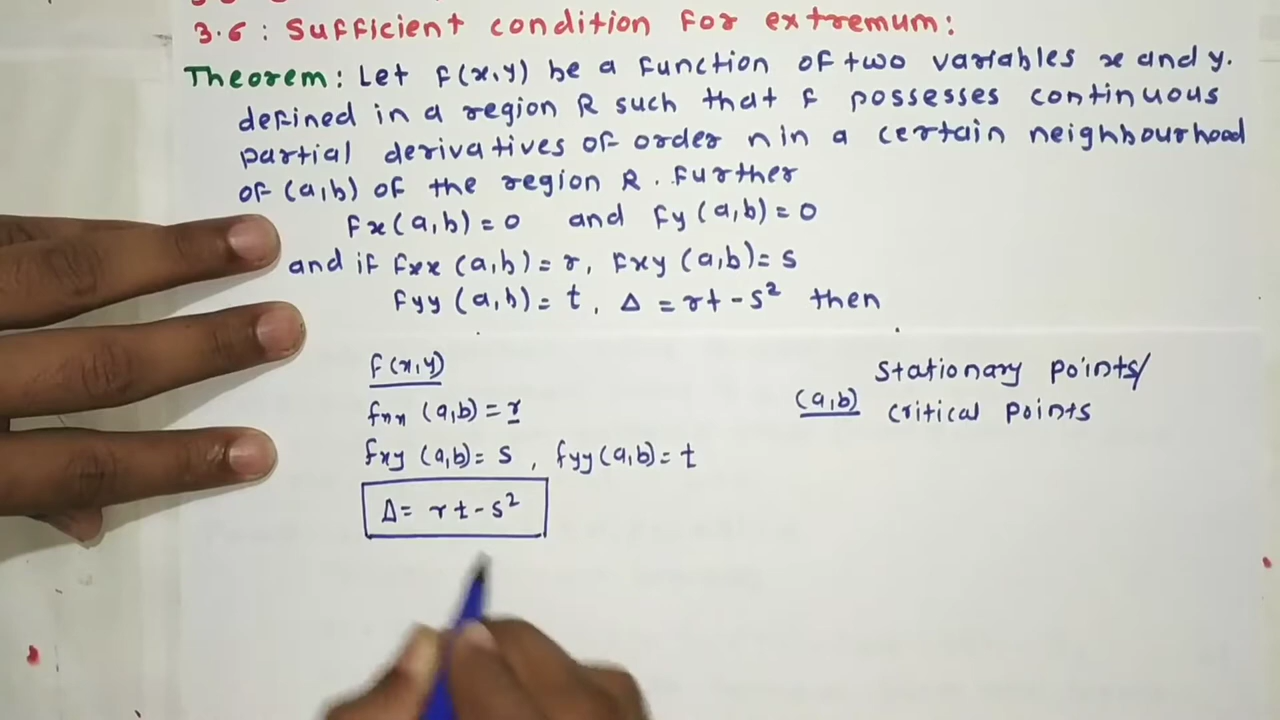 3.6 : Sufficient condition for extremum:
Theorem: Let f(x,y) be a function of two variables x and y.
defined in a region R such that f possesses continuous
partial derivatives of order n in a certain neighbourhood
of (a,b) of the region R. Further
fx (a,b) = 0 and fy (a,b) = 0
and if fxx (a,b) = r, fxy (a,b) = s
fyy (a,b) = t, Δ = rt - s² then
f(x,y)
fxx (a,b) = r
fxy (a,b) = s, fyy (a,b) = t
Δ = rt - s²
Stationary points/
(a,b) critical points